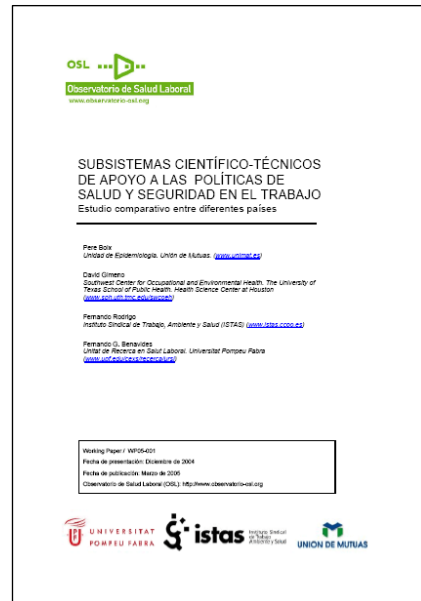 OSL
Observatorio de Salud Laboral
www.observatorio-osl.org
SUBSISTEMAS CIENTÍFICO-TÉCNICOS
DE APOYO A LAS POLÍTICAS DE
SALUD Y SEGURIDAD EN EL TRABAJO
Estudio comparativo entre diferentes países
Pere Boix
Unidad de Epidemiología. Unión de Mutuas. (www.unimat.es)
David Gimeno
Southwest Center for Occupational and Environmental Health. The University of
Texas School of Public Health. Health Science Center at Houston
(www.sph.uth.tmc.edu/swcoeh)
Fernando Rodrigo
Instituto Sindical de Trabajo, Ambiente y Salud (ISTAS) (www.istas.ccoo.es)
Fernando G. Benavides
Unitat de Recerca en Salut Laboral. Universitat Pompeu Fabra
(www.upf.edu/cexs/recerca/ursl)
Working Paper / WP05-001
Fecha de presentación: Diciembre de 2004
Fecha de publicación: Marzo de 2005
Observatorio de Salud Laboral (OSL): http://www.observatorio-osl.org
UNIVERSITAT
POMPEU FABRA
istas
Instituto Sindical
de Trabajo
Ambiente y Salud
UNION DE MUTUAS